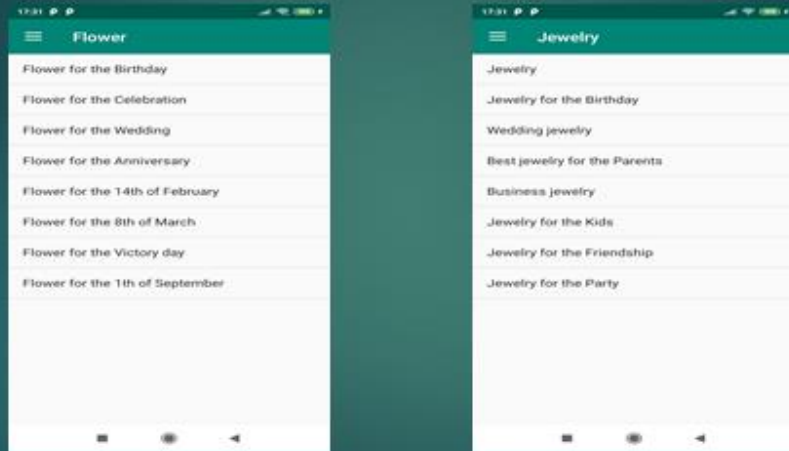 17:31
Flower
Flower for the Birthday
Flower for the Celebration
Flower for the Wedding
Flower for the Anniversary
Flower for the 14th of February
Flower for the 8th of March
Flower for the Victory day
Flower for the 1th of September
17:31
Jewelry
Jewelry
Jewelry for the Birthday
Wedding jewelry
Best jewelry for the Parents
Business jewelry
Jewelry for the Kids
Jewelry for the Friendship
Jewelry for the Party